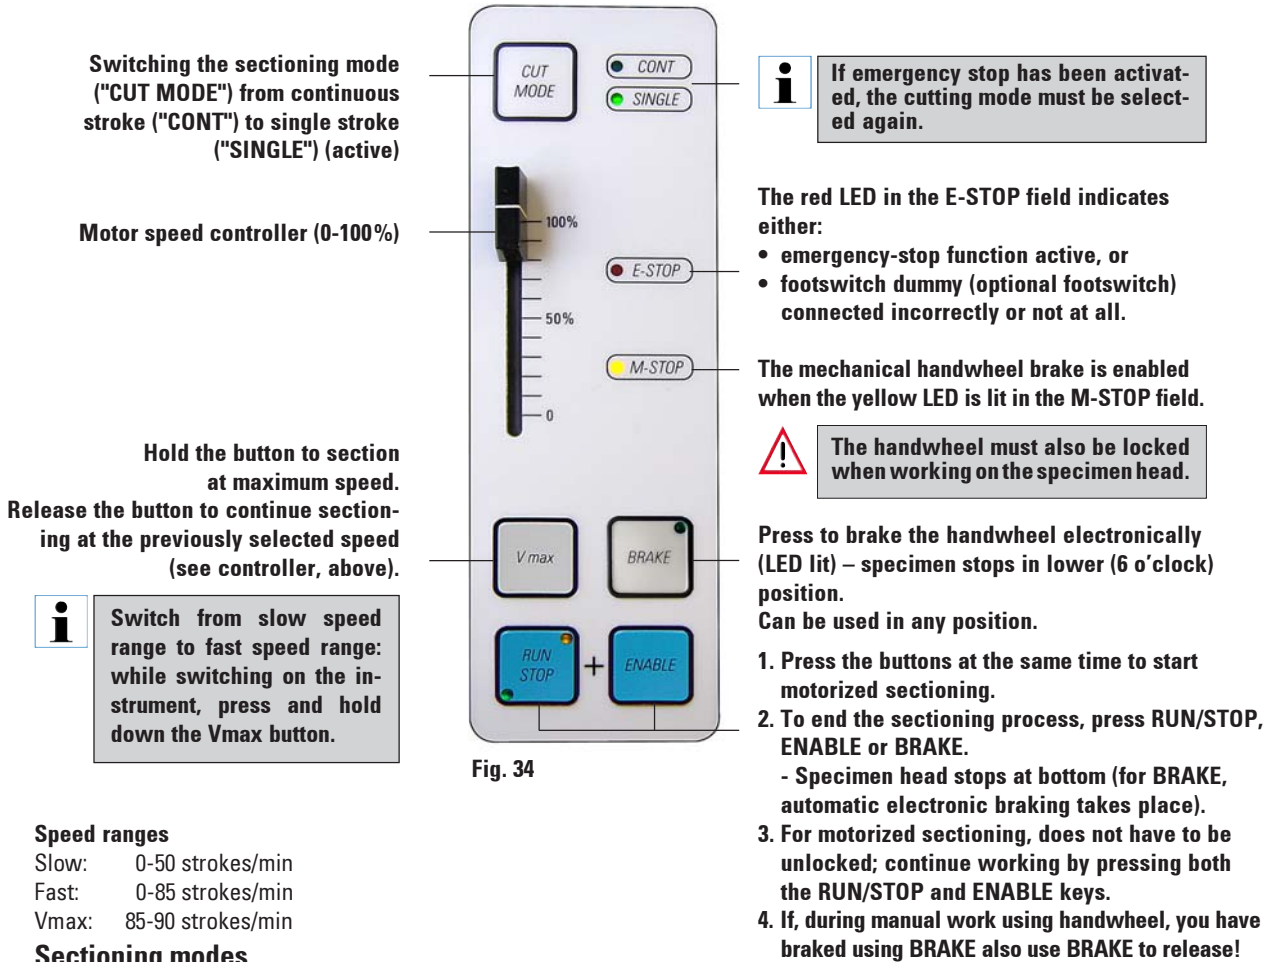 Switching the sectioning mode
("CUT MODE") from continuous
stroke ("CONT") to single stroke
("SINGLE") (active)
Motor speed controller (0-100%)
Hold the button to section
at maximum speed.
Release the button to continue section-
ing at the previously selected speed
(see controller, above).
i
Switch from slow speed
range to fast speed range:
while switching on the in-
strument, press and hold
down the Vmax button.
CUT
MODE
CONT
SINGLE
100%
50%
0
E-STOP
M-STOP
V max
BRAKE
RUN
STOP
+
ENABLE
Fig. 34
i
If emergency stop has been activat-
ed, the cutting mode must be select-
ed again.
The red LED in the E-STOP field indicates
either:
• emergency-stop function active, or
• footswitch dummy (optional footswitch)
connected incorrectly or not at all.
The mechanical handwheel brake is enabled
when the yellow LED is lit in the M-STOP field.
!
The handwheel must also be locked
when working on the specimen head.
Press to brake the handwheel electronically
(LED lit) – specimen stops in lower (6 o’clock)
position.
Can be used in any position.
1. Press the buttons at the same time to start
motorized sectioning.
2. To end the sectioning process, press RUN/STOP,
ENABLE or BRAKE.
- Specimen head stops at bottom (for BRAKE,
automatic electronic braking takes place).
3. For motorized sectioning, does not have to be
unlocked; continue working by pressing both
the RUN/STOP and ENABLE keys.
4. If, during manual work using handwheel, you have
braked using BRAKE also use BRAKE to release!
Speed ranges
Slow: 0-50 strokes/min
Fast: 0-85 strokes/min
Vmax: 85-90 strokes/min
Sectioning modes